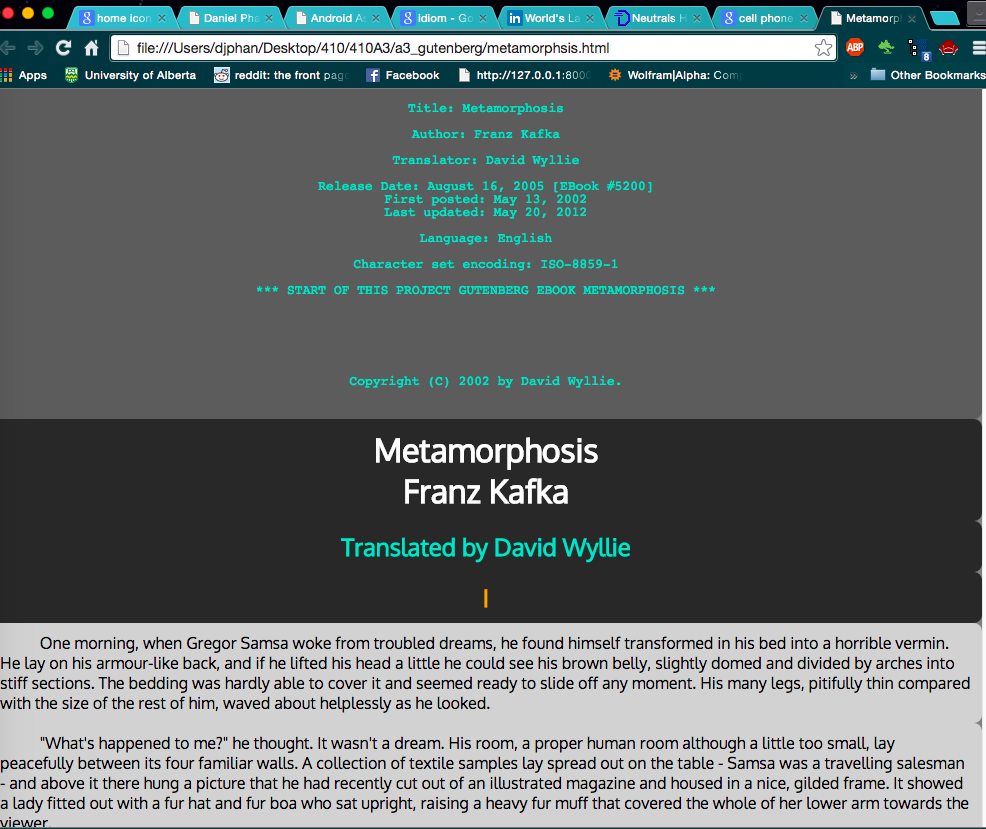 home icon
Daniel Pha
Android A
idiom - Go
World's La
Neutrals H
cell phone
Metamorpl
file:///Users/djphan/Desktop/410/410A3/a3_gutenberg/metamorphsis.html
ABP
8
Apps
University of Alberta
reddit: the front page
Facebook
http://127.0.0.1:8000
Wolfram|Alpha: Com
»
Other Bookmarks
Title: Metamorphosis
Author: Franz Kafka
Translator: David Wyllie
Release Date: August 16, 2005 [EBook #5200]
First posted: May 13, 2002
Last updated: May 20, 2012
Language: English
Character set encoding: ISO-8859-1
*** START OF THIS PROJECT GUTENBERG EBOOK METAMORPHOSIS ***
Copyright (C) 2002 by David Wyllie.
Metamorphosis
Franz Kafka
Translated by David Wyllie
I
One morning, when Gregor Samsa woke from troubled dreams, he found himself transformed in his bed into a horrible vermin.
He lay on his armour-like back, and if he lifted his head a little he could see his brown belly, slightly domed and divided by arches into
stiff sections. The bedding was hardly able to cover it and seemed ready to slide off any moment. His many legs, pitifully thin compared
with the size of the rest of him, waved about helplessly as he looked.
"What's happened to me?" he thought. It wasn't a dream. His room, a proper human room although a little too small, lay
peacefully between its four familiar walls. A collection of textile samples lay spread out on the table - Samsa was a travelling salesman
- and above it there hung a picture that he had recently cut out of an illustrated magazine and housed in a nice, gilded frame. It showed
a lady fitted out with a fur hat and fur boa who sat upright, raising a heavy fur muff that covered the whole of her lower arm towards the
viewer.